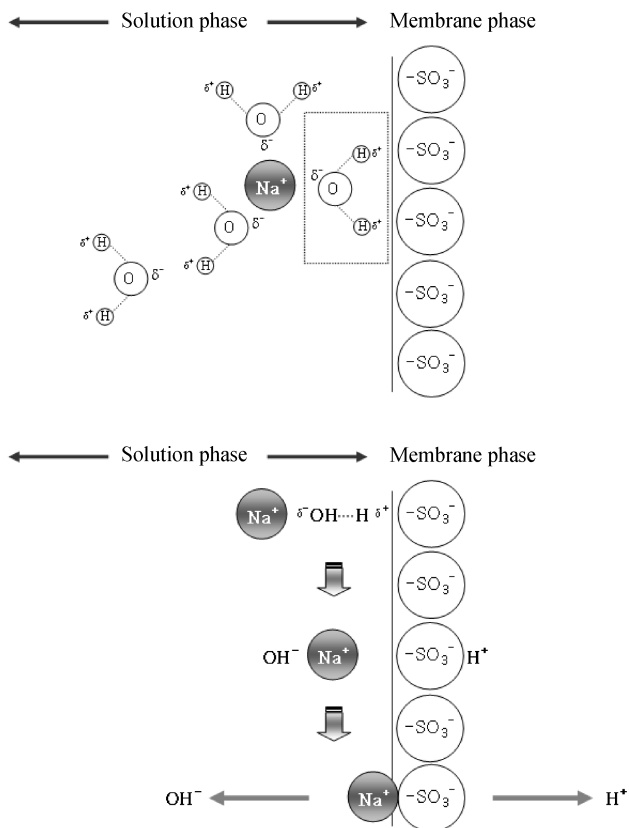 Solution phase Membrane phase
−SO₃⁻
δ⁺ H H δ⁺
O
δ⁻
−SO₃⁻
H δ⁺
δ⁻ O
δ⁺ H
Na⁺
O δ⁻
−SO₃⁻
H δ⁺
δ⁺ H
δ⁺ H
O δ⁻
−SO₃⁻
δ⁺ H
−SO₃⁻
Solution phase Membrane phase
Na⁺ δ⁻ OH---H δ⁺ −SO₃⁻
−SO₃⁻
OH⁻ Na⁺ −SO₃⁻ H⁺
−SO₃⁻
OH⁻ Na⁺ −SO₃⁻ H⁺